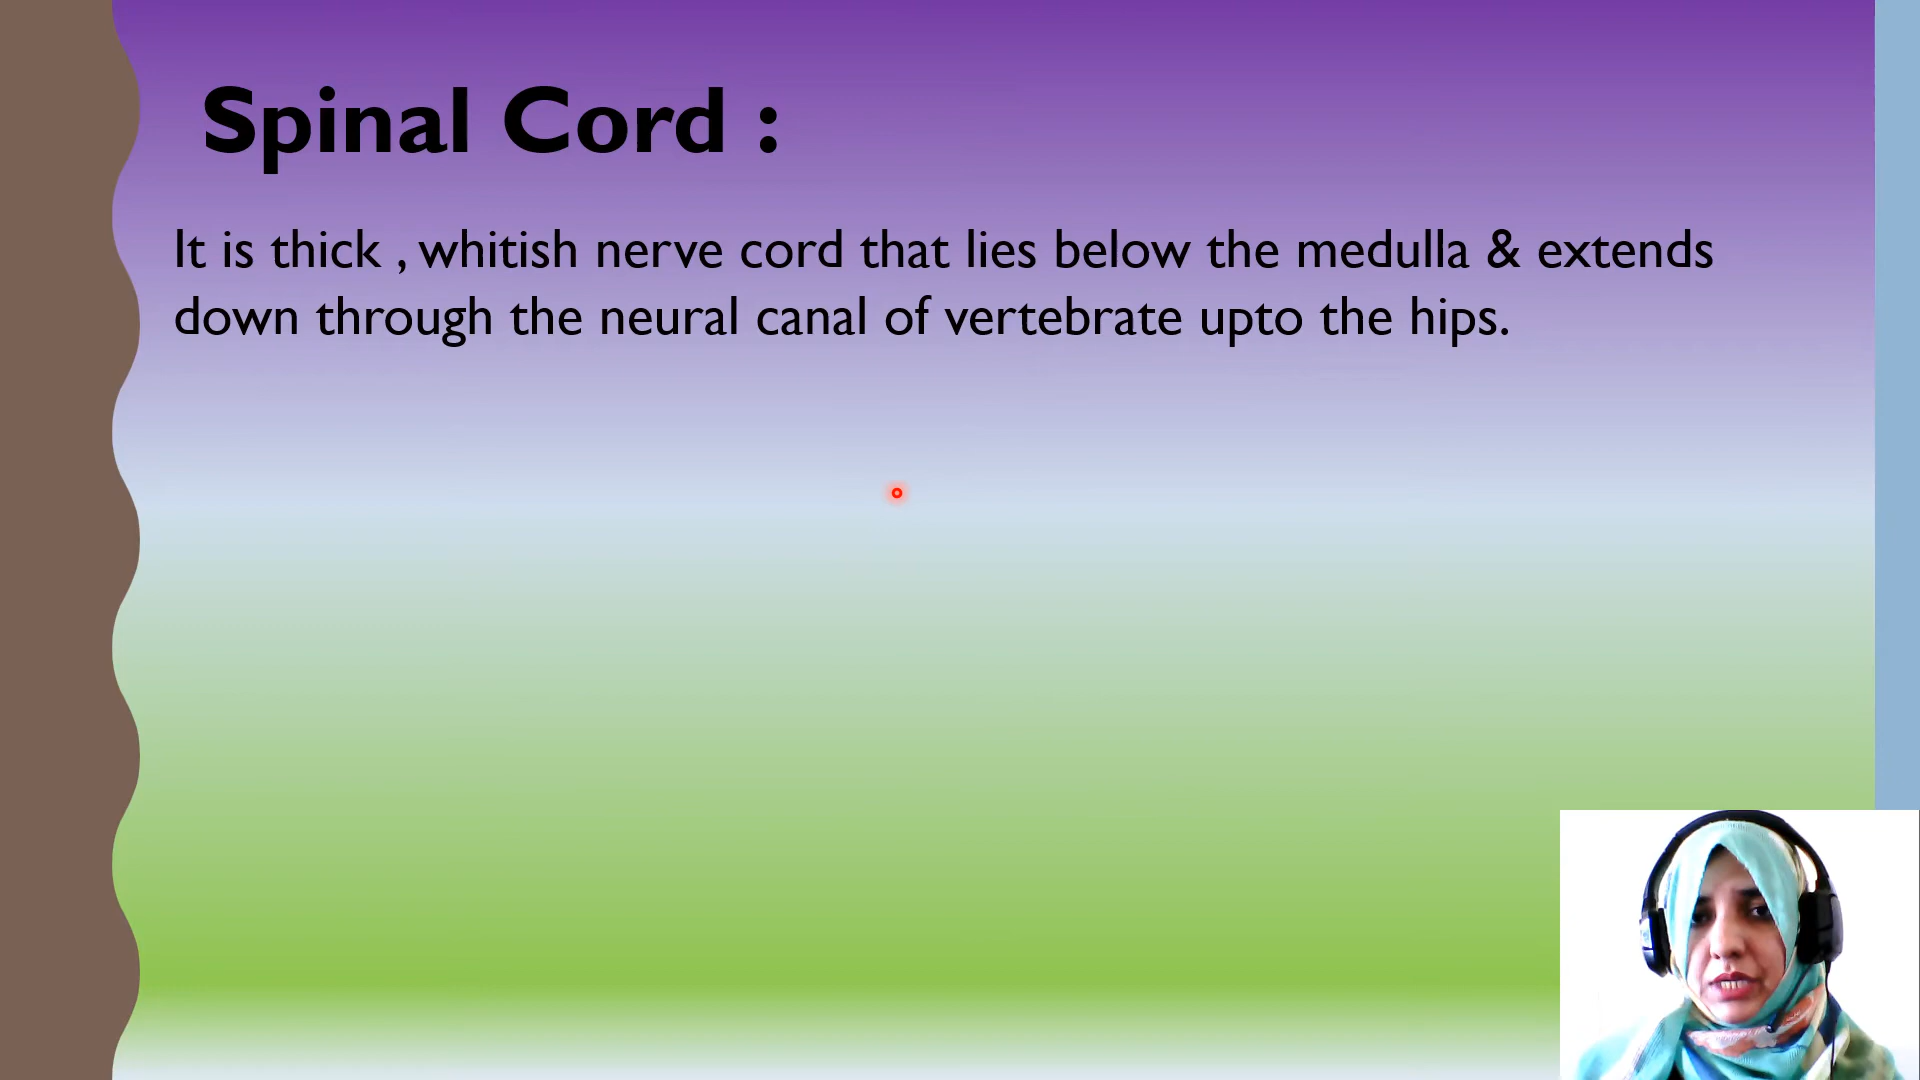 Spinal Cord :
It is thick , whitish nerve cord that lies below the medulla & extends
down through the neural canal of vertebrate upto the hips.